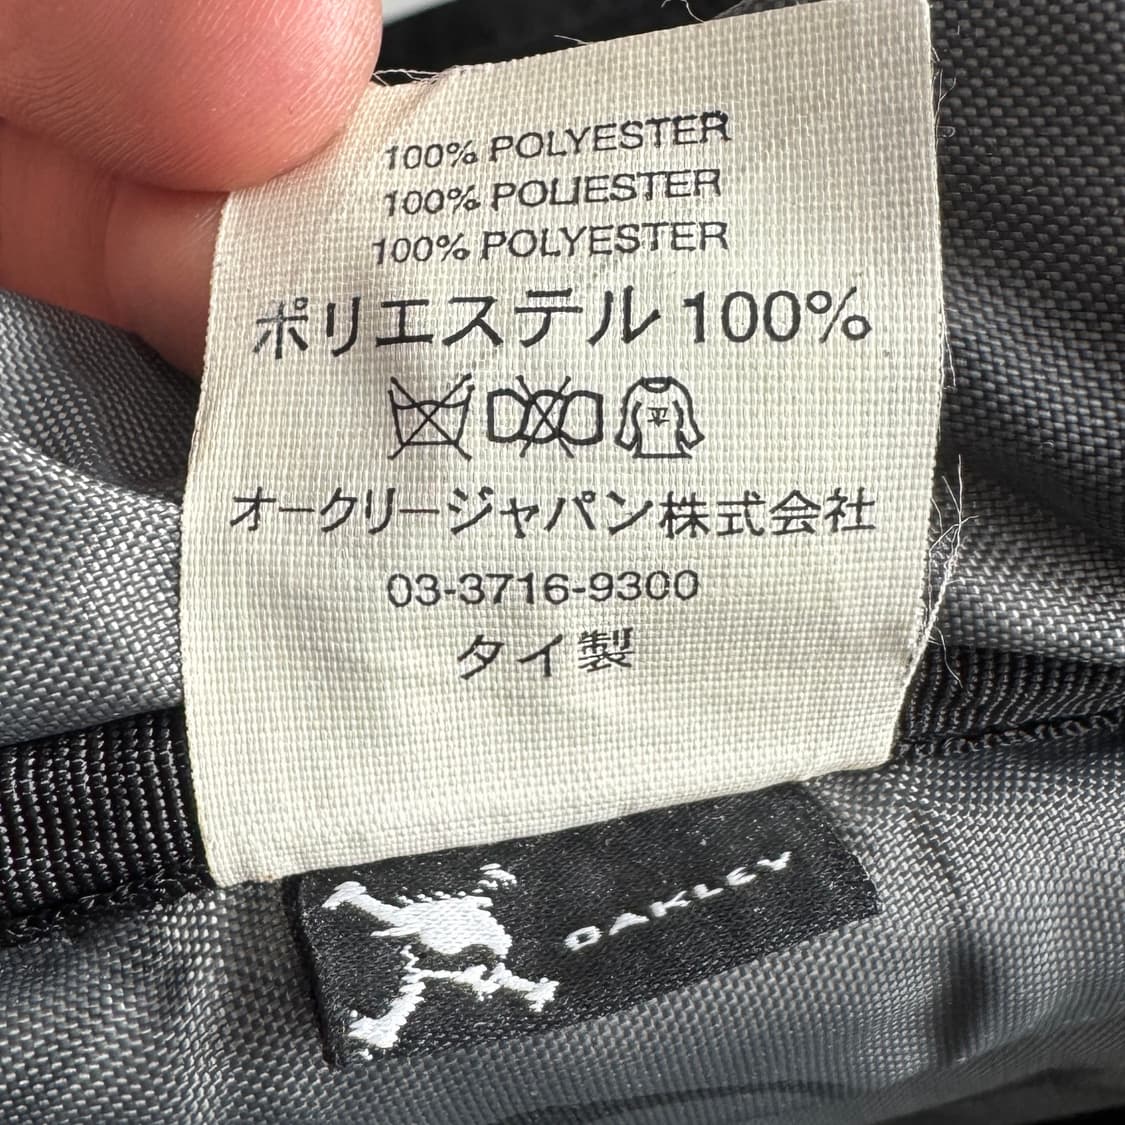 100% POLYESTER
100% POLIESTER
100% POLYESTER
ポリエステル 100%
平
オークリージャパン株式会社
03-3716-9300
タイ製
OAKLEY